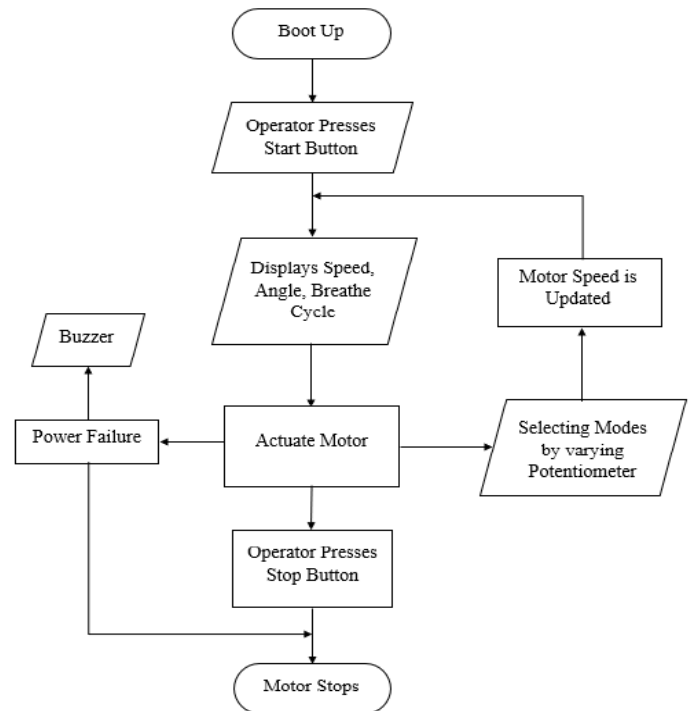 Boot Up
Operator Presses
Start Button
Displays Speed,
Angle, Breathe
Cycle
Motor Speed is
Updated
Buzzer
Power Failure
Actuate Motor
Selecting Modes
by varying
Potentiometer
Operator Presses
Stop Button
Motor Stops